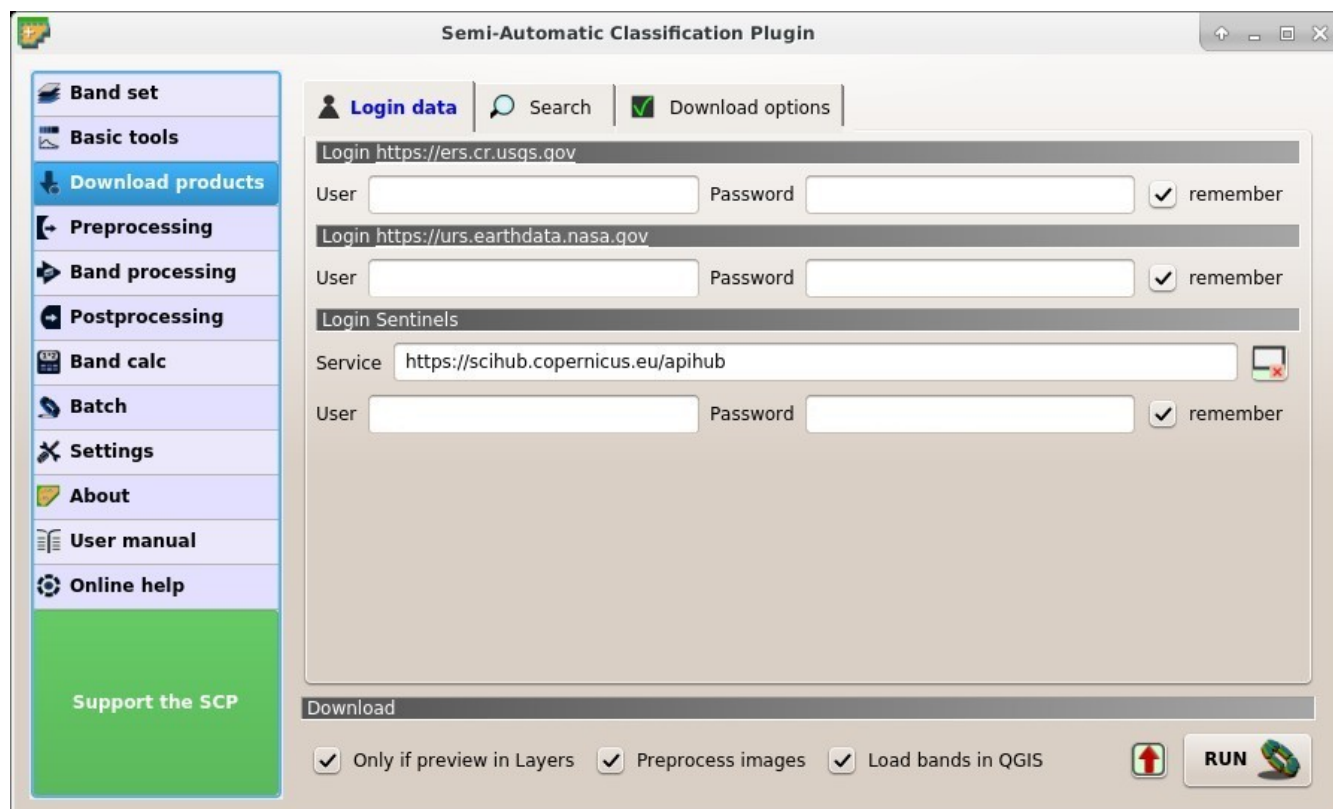 Semi-Automatic Classification Plugin
Band set
Basic tools
Download products
Preprocessing
Band processing
Postprocessing
Band calc
Batch
Settings
About
User manual
Online help
Support the SCP
Login data Search Download options
Login https://ers.cr.usgs.gov
User Password remember
Login https://urs.earthdata.nasa.gov
User Password remember
Login Sentinels
Service https://scihub.copernicus.eu/apihub
User Password remember
Download
Only if preview in Layers Preprocess images Load bands in QGIS RUN